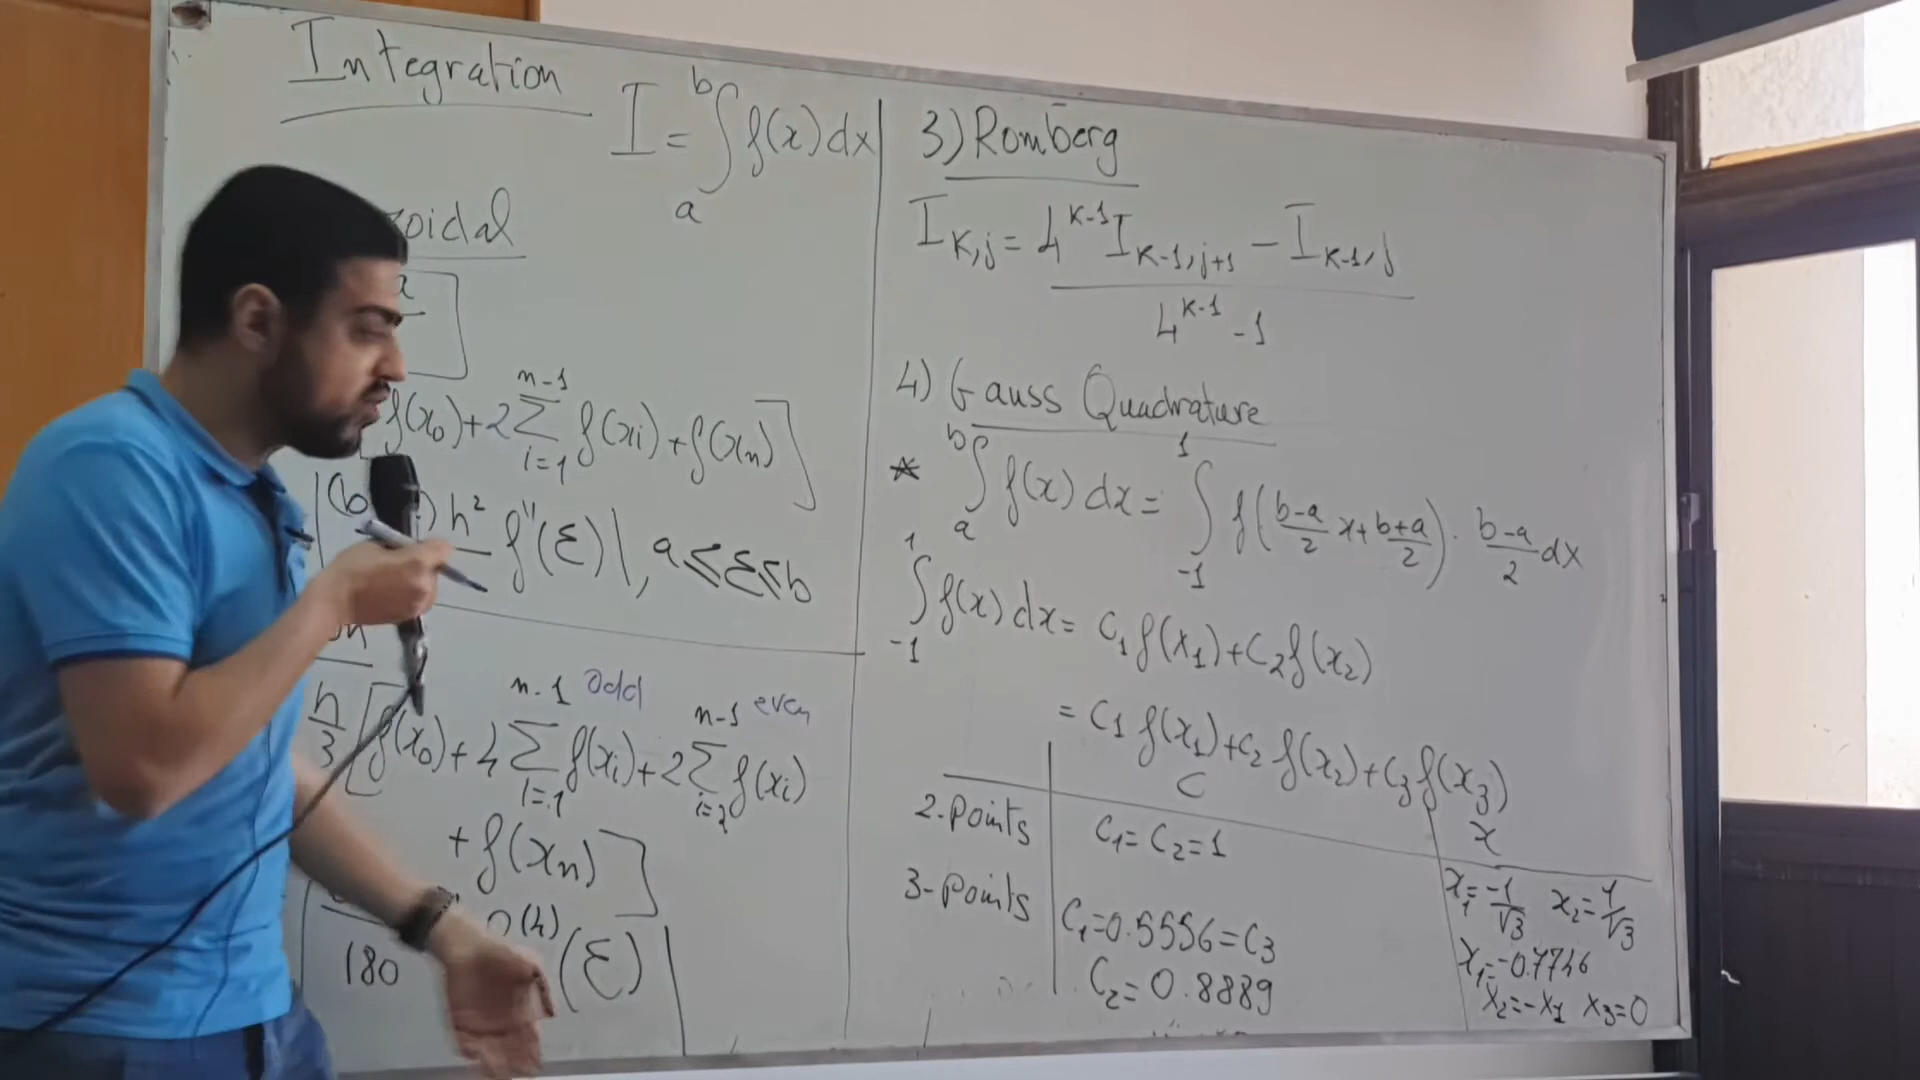 Integration
I = ∫_a^b f(x) dx
zoidal
f(x₀) + 2 Σ_{i=1}^{n-1} f(xi) + f(xn) ]
| (b ) h² f''(ε) |, a ≤ ε ≤ b
h/3 [ f(x₀) + 4 Σ_{i=1}^{n-1} f(xi) + 2 Σ_{i=2}^{n-1} f(xi)
Odd even
+ f(xn) ]
180 (4) (ε) |
3) Romberg
I_{K,j} = (4^{K-1} I_{K-1,j+1} - I_{K-1,j}) / (4^{K-1} - 1)
4) Gauss Quadrature
* ∫_a^b f(x) dx = ∫_{-1}^1 f( (b-a)/2 x + (b+a)/2 ) . (b-a)/2 dx
∫_{-1}^1 f(x) dx = C₁ f(x₁) + C₂ f(x₂)
= C₁ f(x₁) + C₂ f(x₂) + C₃ f(x₃)
C x
2-Points C₁ = C₂ = 1 x₁ = -1/√3 x₂ = 1/√3
3-Points C₁ = 0.5556 = C₃ x₁ = -0.7746
C₂ = 0.8889 x₂ = -x₁ x₃ = 0